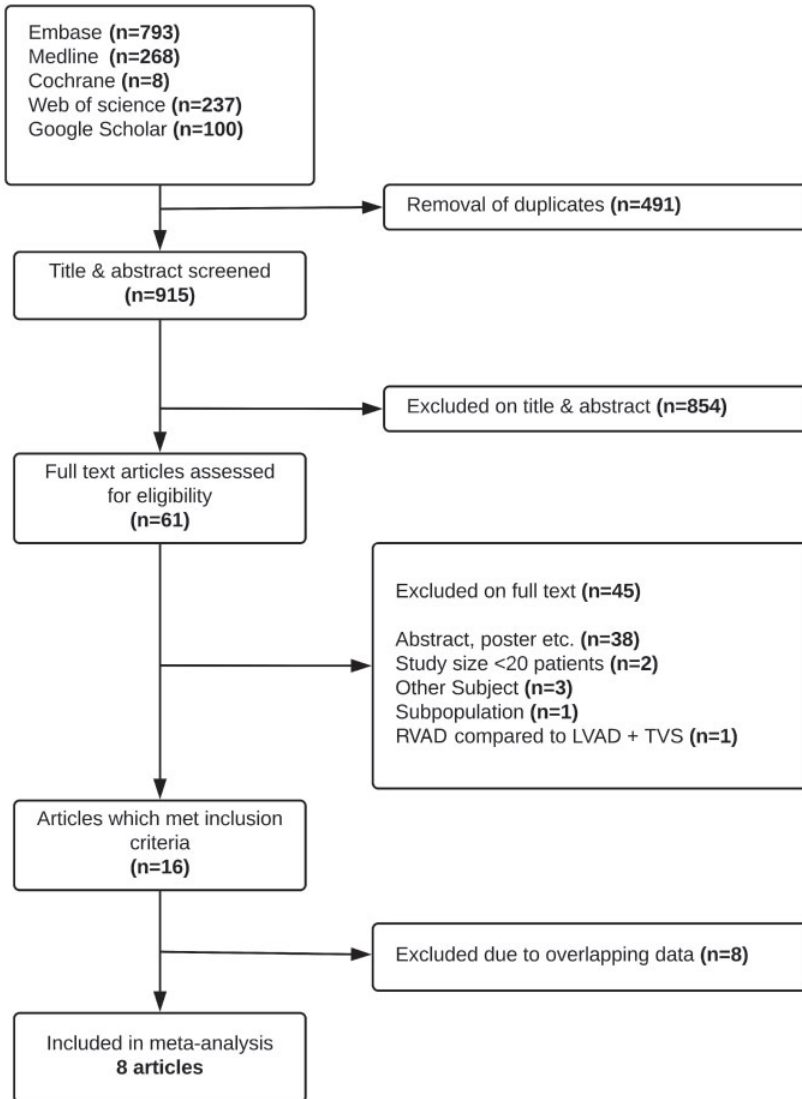 Embase (n=793)
Medline (n=268)
Cochrane (n=8)
Web of science (n=237)
Google Scholar (n=100)
Removal of duplicates (n=491)
Title & abstract screened
(n=915)
Excluded on title & abstract (n=854)
Full text articles assessed
for eligibility
(n=61)
Excluded on full text (n=45)
Abstract, poster etc. (n=38)
Study size <20 patients (n=2)
Other Subject (n=3)
Subpopulation (n=1)
RVAD compared to LVAD + TVS (n=1)
Articles which met inclusion
criteria
(n=16)
Excluded due to overlapping data (n=8)
Included in meta-analysis
8 articles